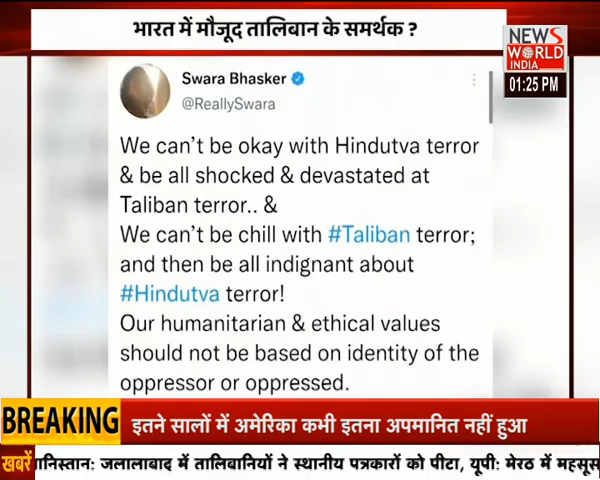 भारत में मौजूद तालिबान के समर्थक ?
NEWS
WORLD
INDIA
01:25 PM
Swara Bhasker
@ReallySwara
We can't be okay with Hindutva terror
& be all shocked & devastated at
Taliban terror.. &
We can't be chill with #Taliban terror;
and then be all indignant about
#Hindutva terror!
Our humanitarian & ethical values
should not be based on identity of the
oppressor or oppressed.
BREAKING इतने सालों में अमेरिका कभी इतना अपमानित नहीं हुआ
खबरें ानिस्तान: जलालाबाद में तालिबानियों ने स्थानीय पत्रकारों को पीटा, यूपी: मेरठ में महसूस